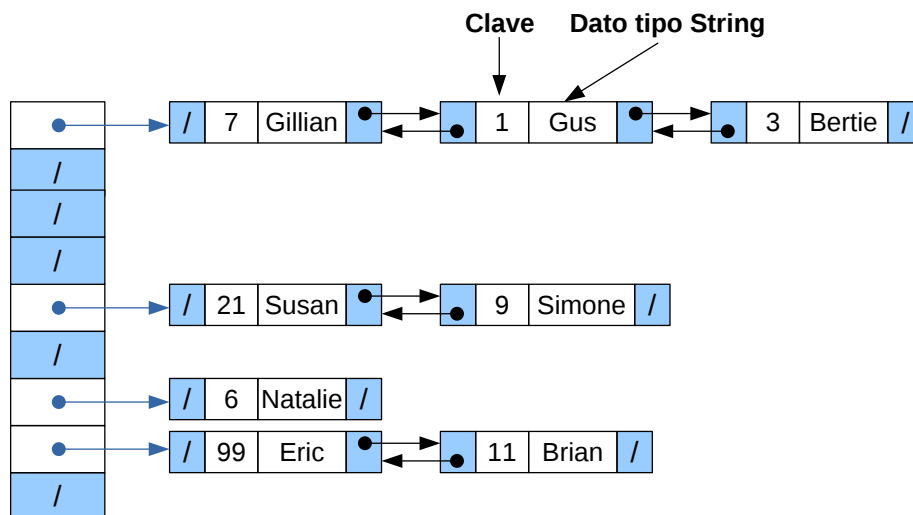 Clave Dato tipo String
/ 7 Gillian 1 Gus 3 Bertie /
/
/
/
/ 21 Susan 9 Simone /
/
/ 6 Natalie /
/ 99 Eric 11 Brian /
/